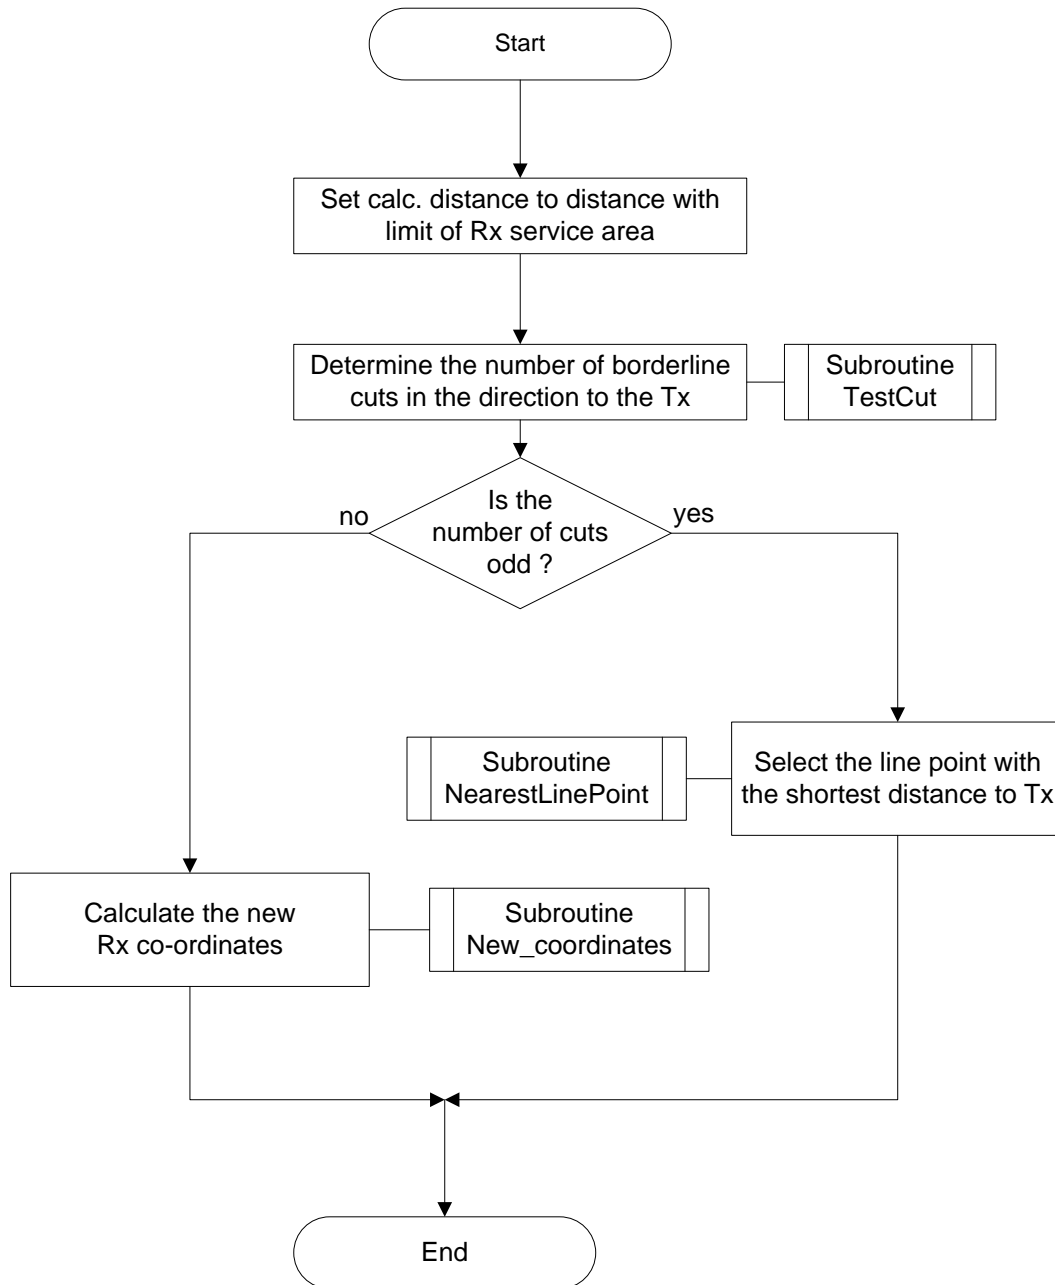 Start
Set calc. distance to distance with
limit of Rx service area
Determine the number of borderline
cuts in the direction to the Tx
Subroutine
TestCut
Is the
number of cuts
odd ?
no
yes
Subroutine
NearestLinePoint
Select the line point with
the shortest distance to Tx
Calculate the new
Rx co-ordinates
Subroutine
New_coordinates
End